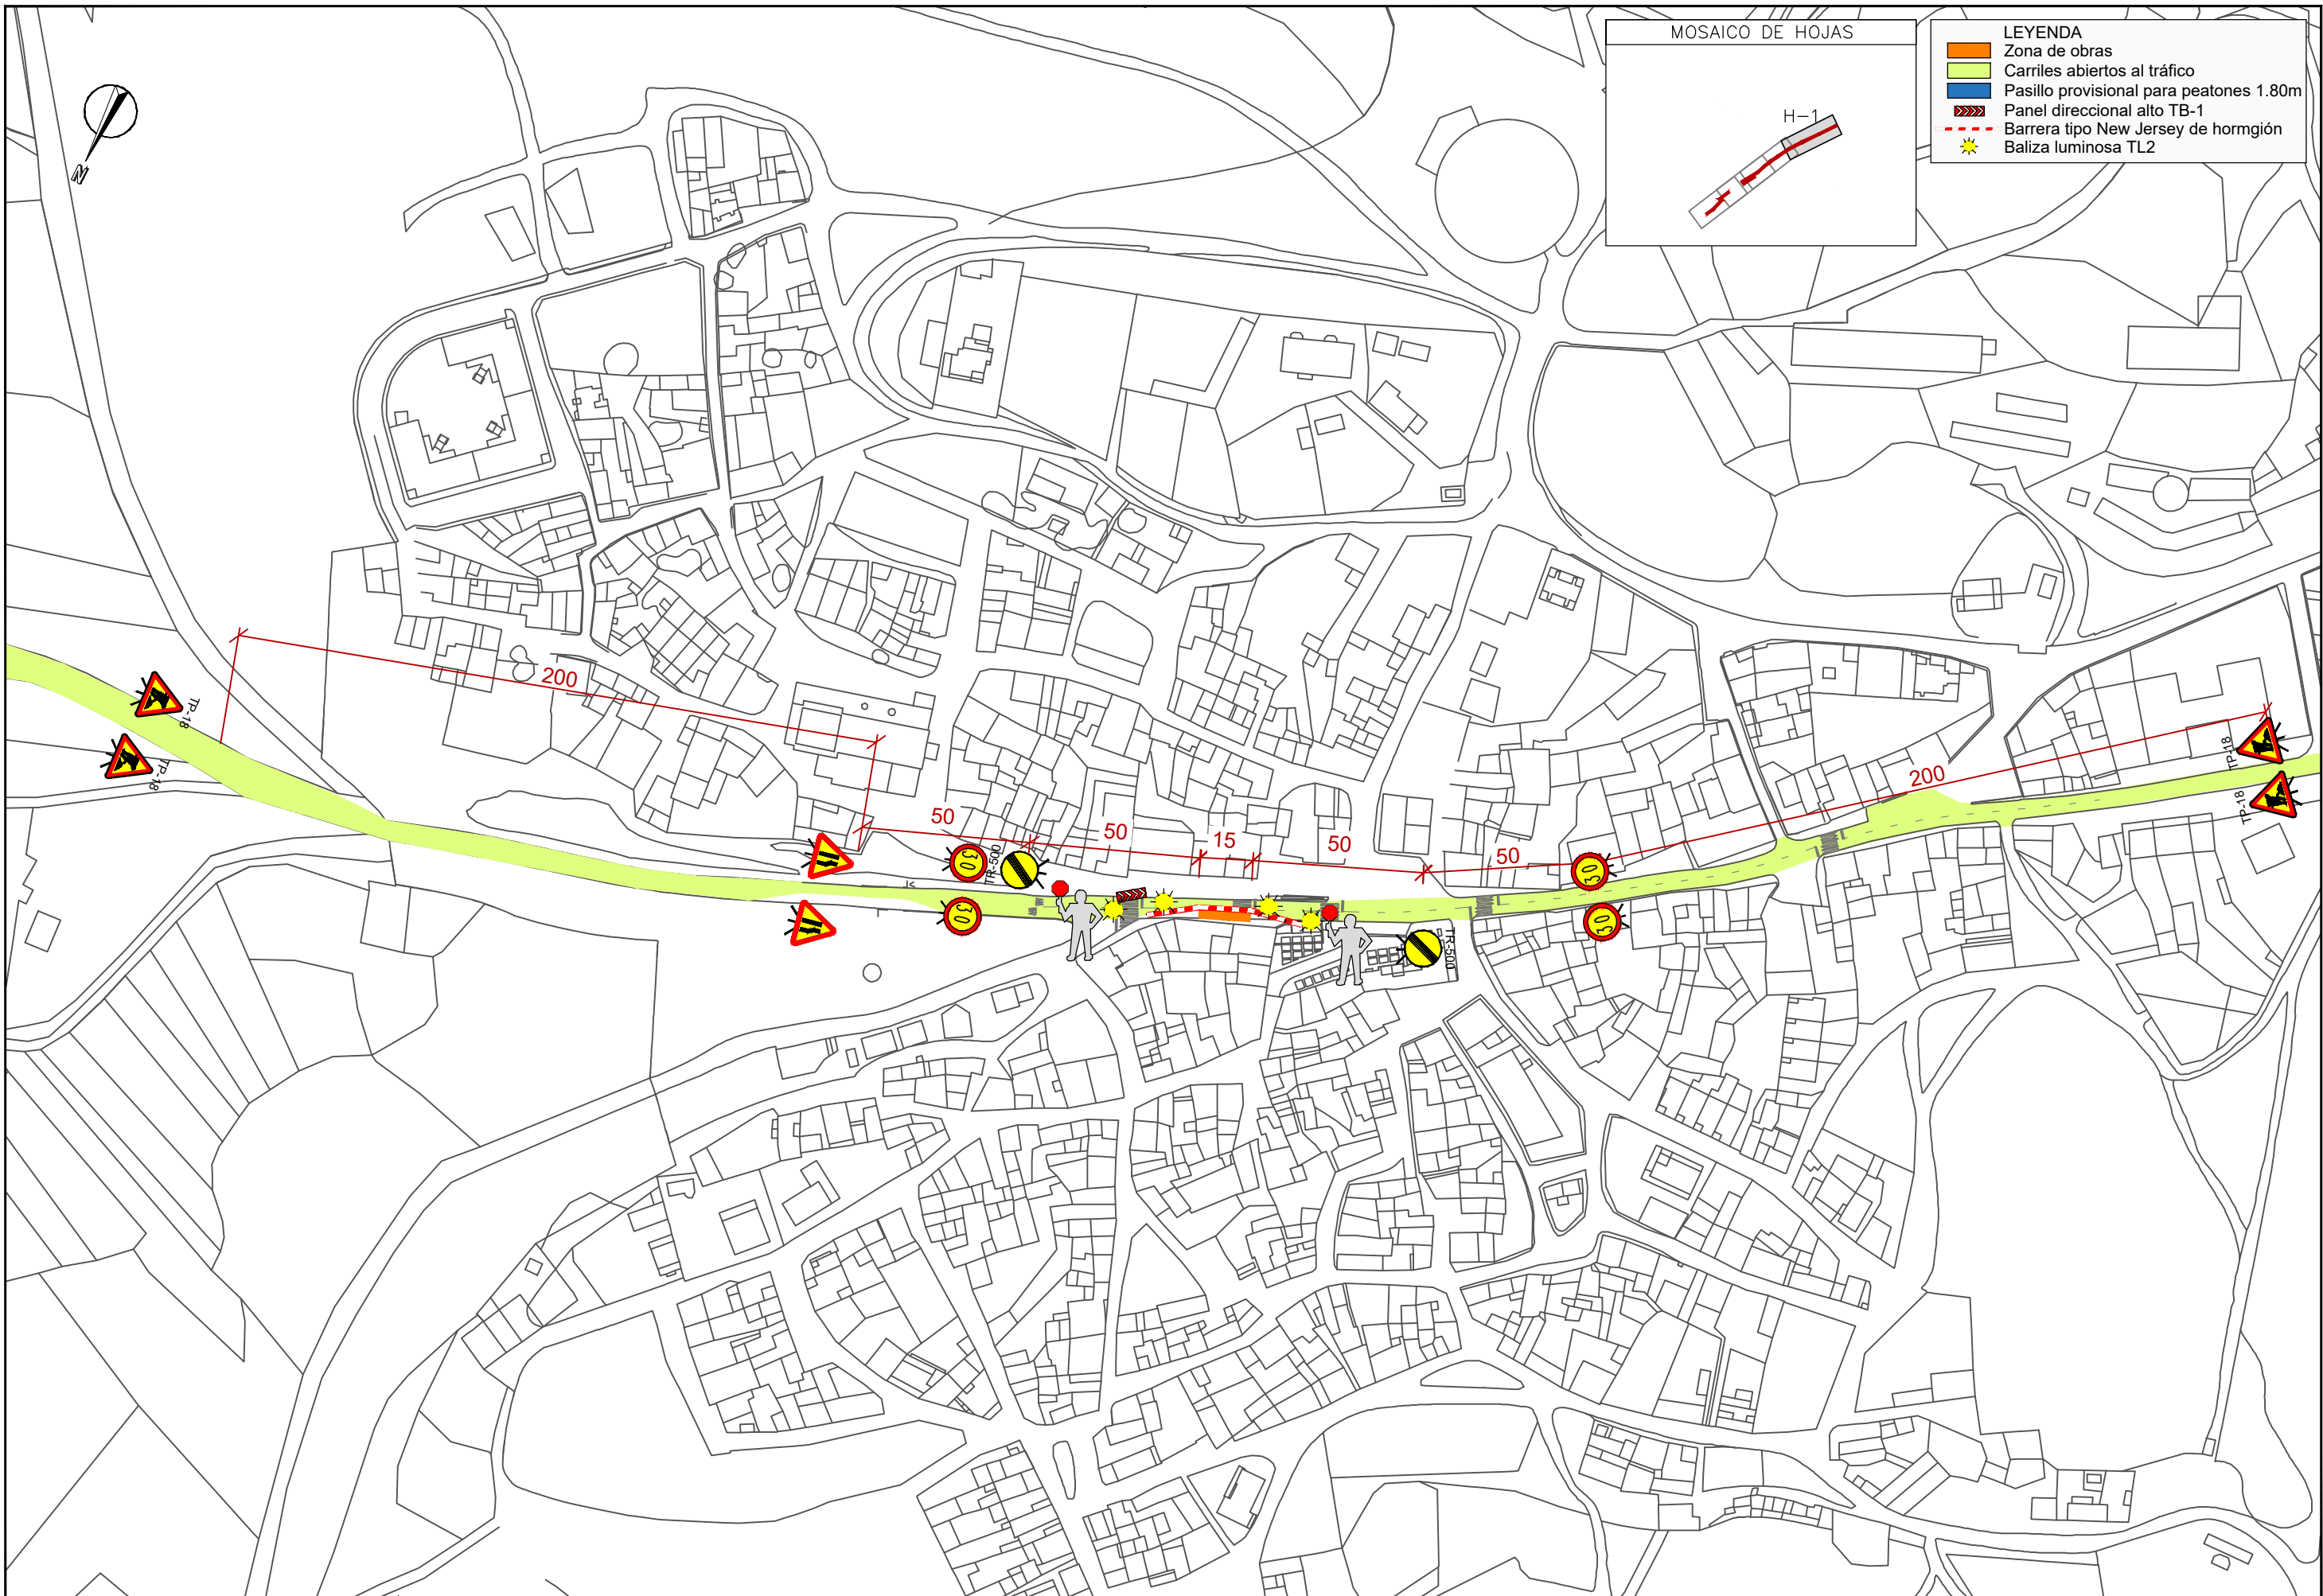 MOSAICO DE HOJAS
H-1
LEYENDA
Zona de obras
Carriles abiertos al tráfico
Pasillo provisional para peatones 1.80m
Panel direccional alto TB-1
Barrera tipo New Jersey de hormgión
Baliza luminosa TL2
N
200
TP-18
TP-18
50
50
15
50
50
200
TP-18
TP-18
30
TR-500
30
30
30
TR-500